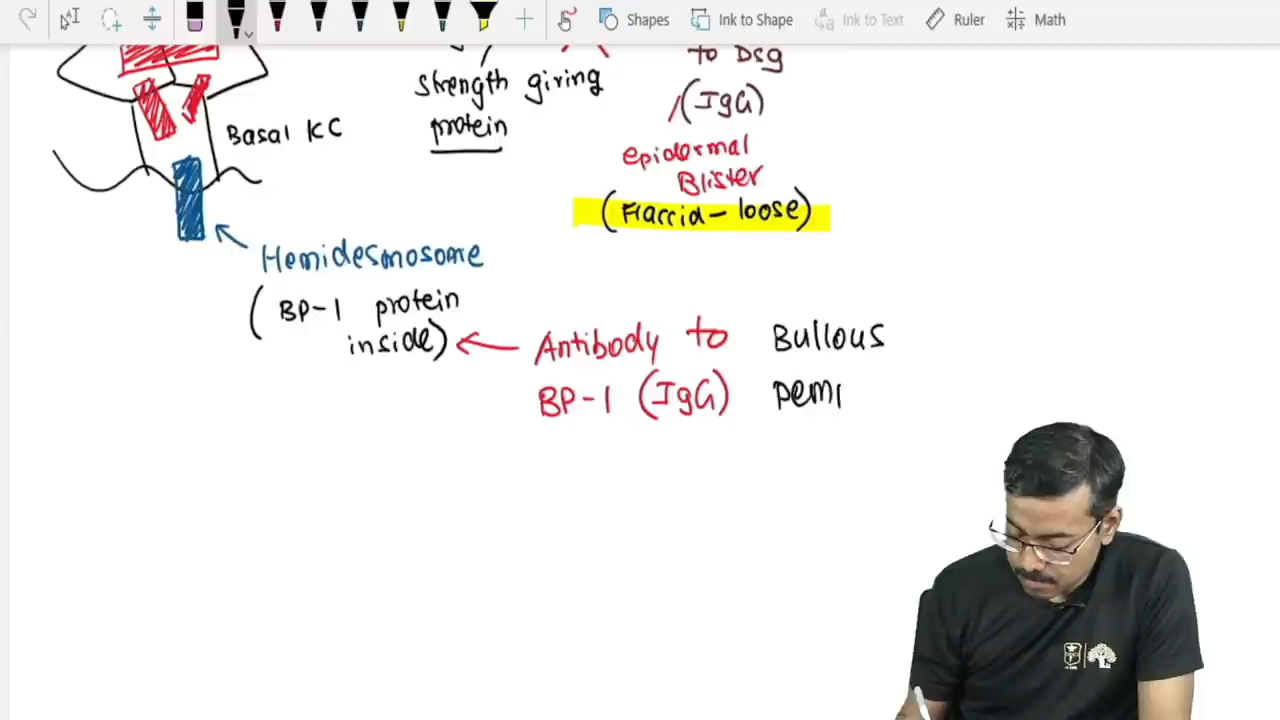 Shapes
Ink to Shape
Ink to Text
Ruler
Math
to Dsg
(IgG)
strength giving
protein
Basal KC
epidermal
Blister
(Flaccid - loose)
Hemidesmosome
(BP-1 protein
inside)
Antibody to
BP-1 (IgG)
Bullous
pem